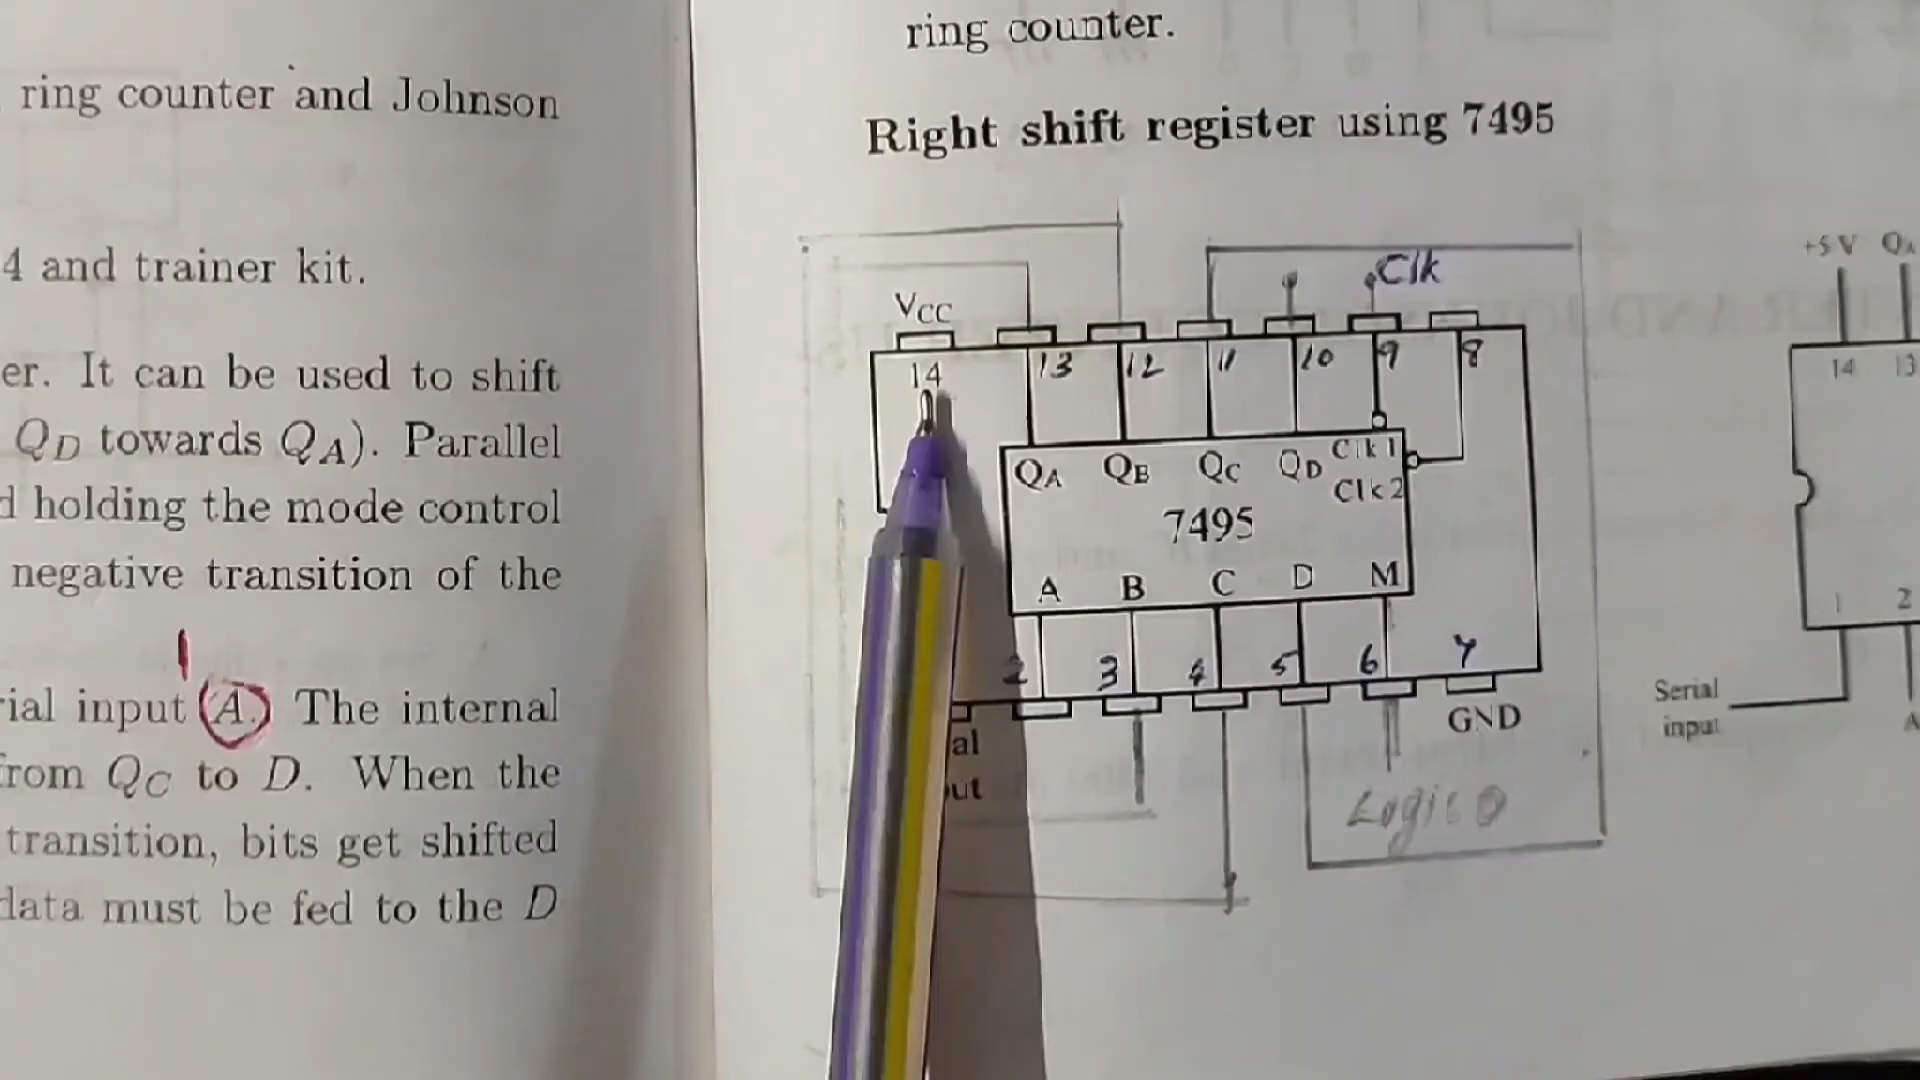 ring counter and Johnson
4 and trainer kit.
er. It can be used to shift
QD towards QA). Parallel
d holding the mode control
negative transition of the
1
rial input A. The internal
from QC to D. When the
transition, bits get shifted
data must be fed to the D
ring counter.
Right shift register using 7495
Clk
VCC
14 13 12 11 10 9 8
QA QB QC QD Clk 1
Clk 2
7495
A B C D M
2 3 4 5 6 7
GND
al
ut
Logic 0
+5 V QA
14 13
1 2
Serial
input
A